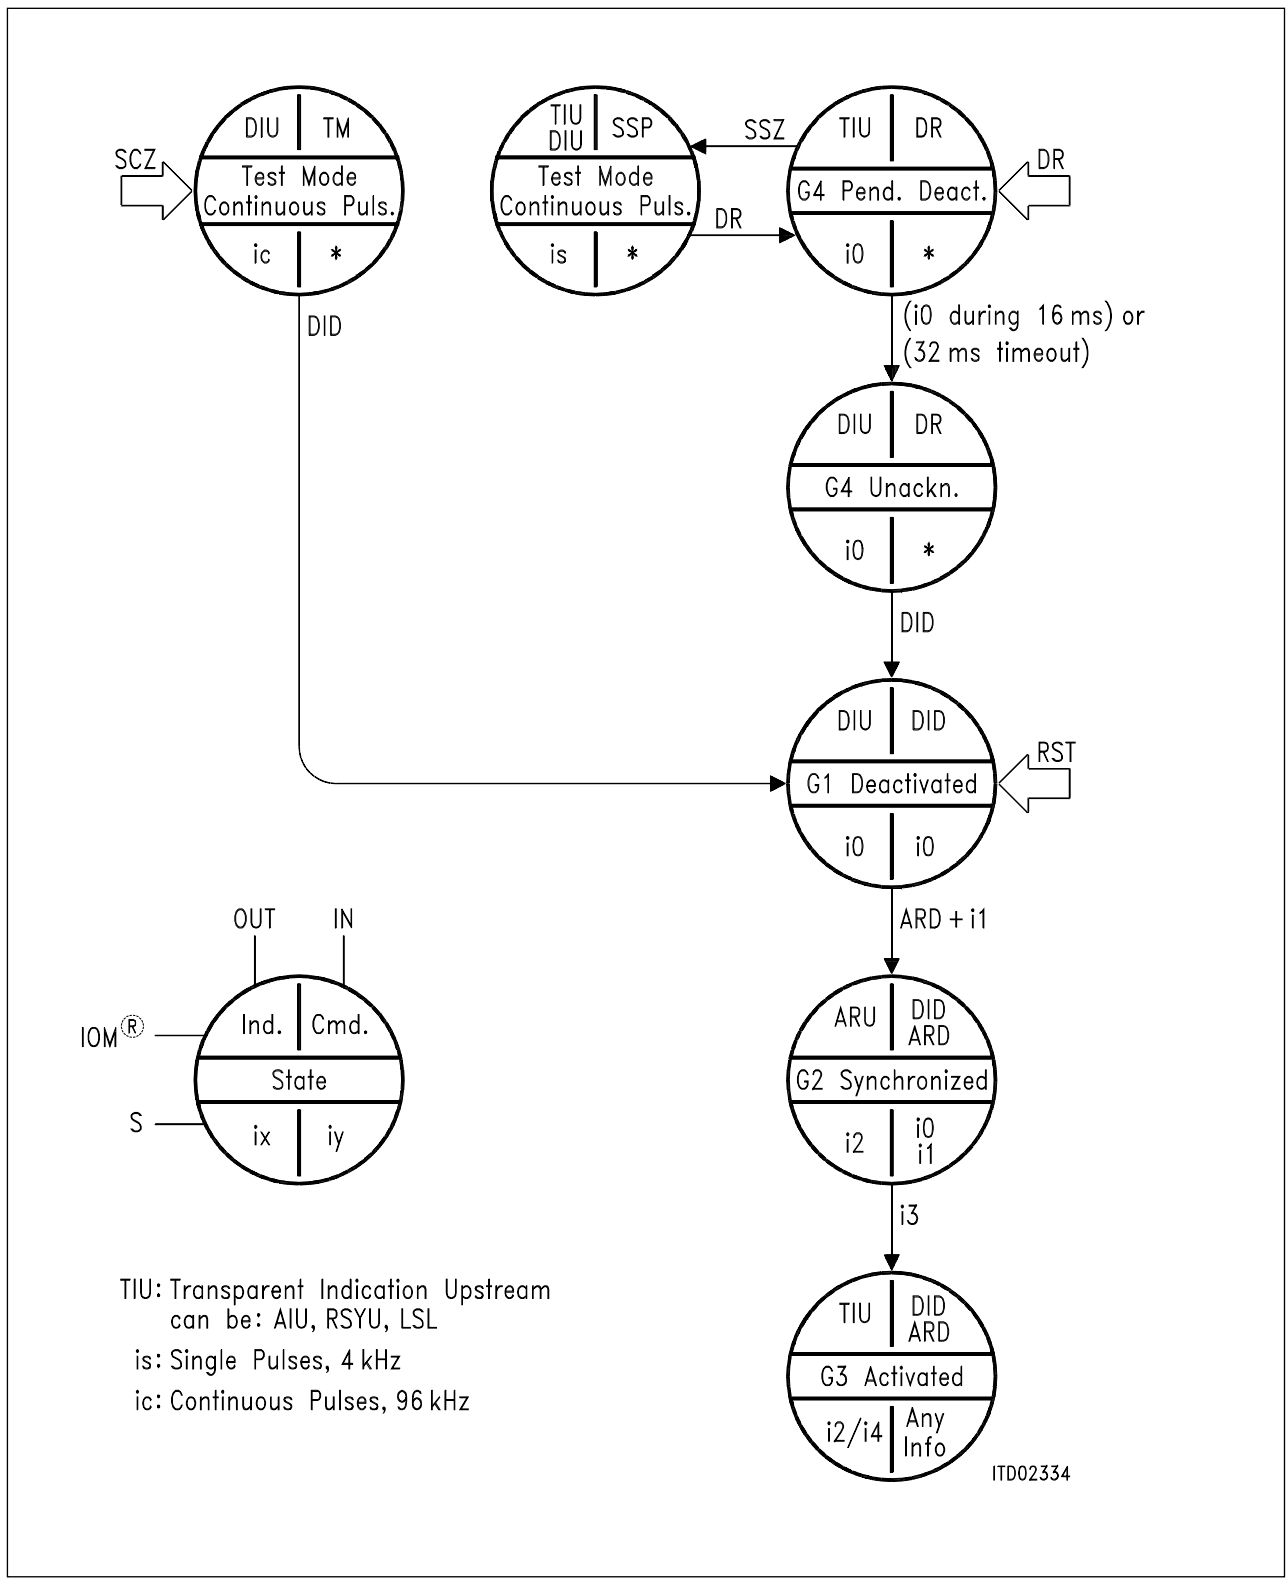 SCZ
DIU TM
Test Mode
Continuous Puls.
ic *
DID
TIU
DIU SSP
Test Mode
Continuous Puls.
is *
SSZ
DR
TIU DR
G4 Pend. Deact.
i0 *
DR
(i0 during 16 ms) or
(32 ms timeout)
DIU DR
G4 Unackn.
i0 *
DID
DIU DID
G1 Deactivated
i0 i0
RST
ARD + i1
ARU DID
ARD
G2 Synchronized
i2 i0
i1
i3
TIU DID
ARD
G3 Activated
i2/i4 Any
Info
OUT IN
IOM®
Ind. Cmd.
State
S
ix iy
TIU: Transparent Indication Upstream
can be: AIU, RSYU, LSL
is: Single Pulses, 4 kHz
ic: Continuous Pulses, 96 kHz
ITD02334